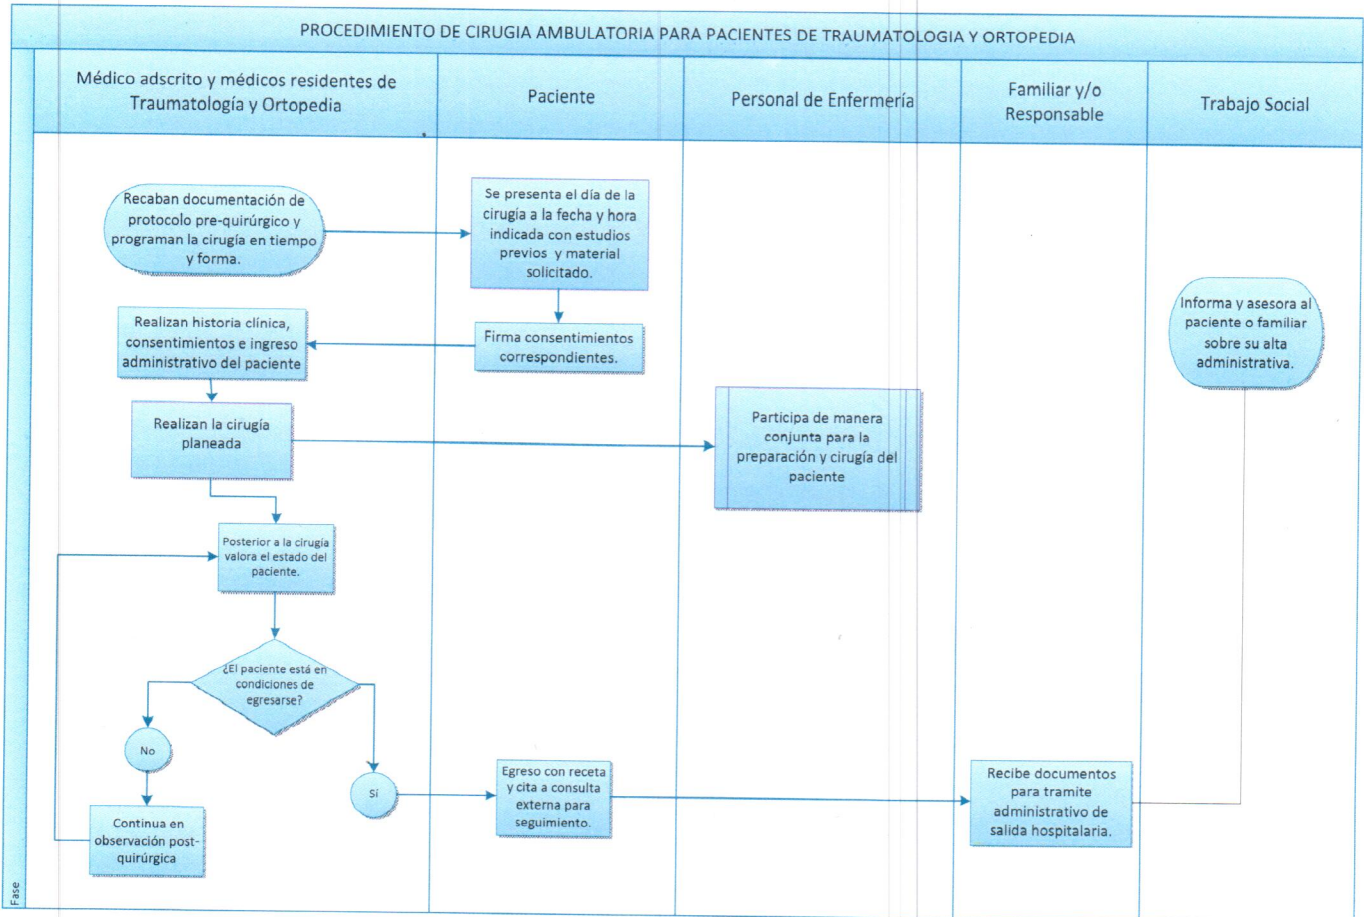 PROCEDIMIENTO DE CIRUGIA AMBULATORIA PARA PACIENTES DE TRAUMATOLOGIA Y ORTOPEDIA
Médico adscrito y médicos residentes de
Traumatología y Ortopedia
Paciente
Personal de Enfermería
Familiar y/o
Responsable
Trabajo Social
Recaban documentación de
protocolo pre-quirúrgico y
programan la cirugía en tiempo
y forma.
Se presenta el día de la
cirugía a la fecha y hora
indicada con estudios
previos y material
solicitado.
Firma consentimientos
correspondientes.
Realizan historia clínica,
consentimientos e ingreso
administrativo del paciente
Realizan la cirugía
planeada
Participa de manera
conjunta para la
preparación y cirugía del
paciente
Posterior a la cirugía
valora el estado del
paciente.
¿El paciente está en
condiciones de
egresarse?
No
Continua en
observación post-
quirúrgica
Sí
Egreso con receta
y cita a consulta
externa para
seguimiento.
Recibe documentos
para tramite
administrativo de
salida hospitalaria.
Informa y asesora al
paciente o familiar
sobre su alta
administrativa.
Fase